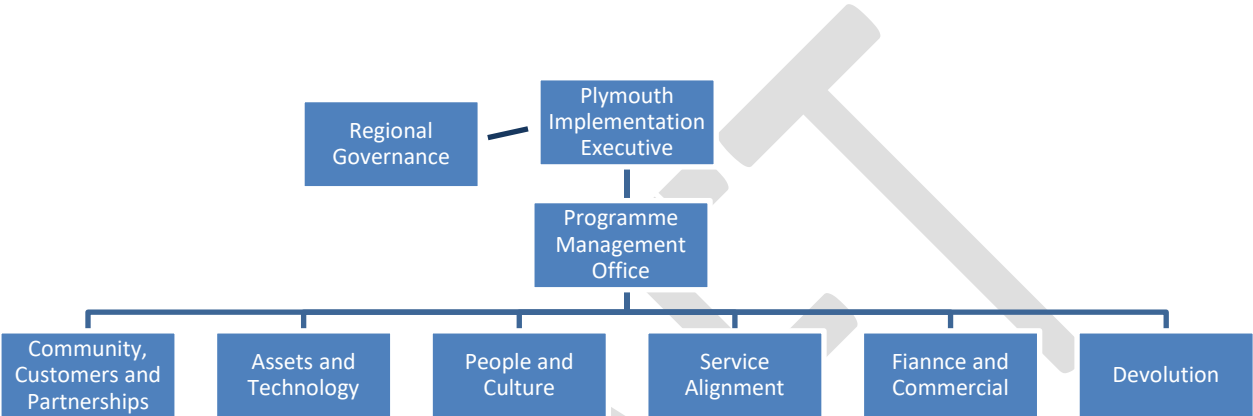 Plymouth
Implementation
Executive
Regional
Governance
Programme
Management
Office
Community,
Customers and
Partnerships
Assets and
Technology
People and
Culture
Service
Alignment
Fiannce and
Commercial
Devolution